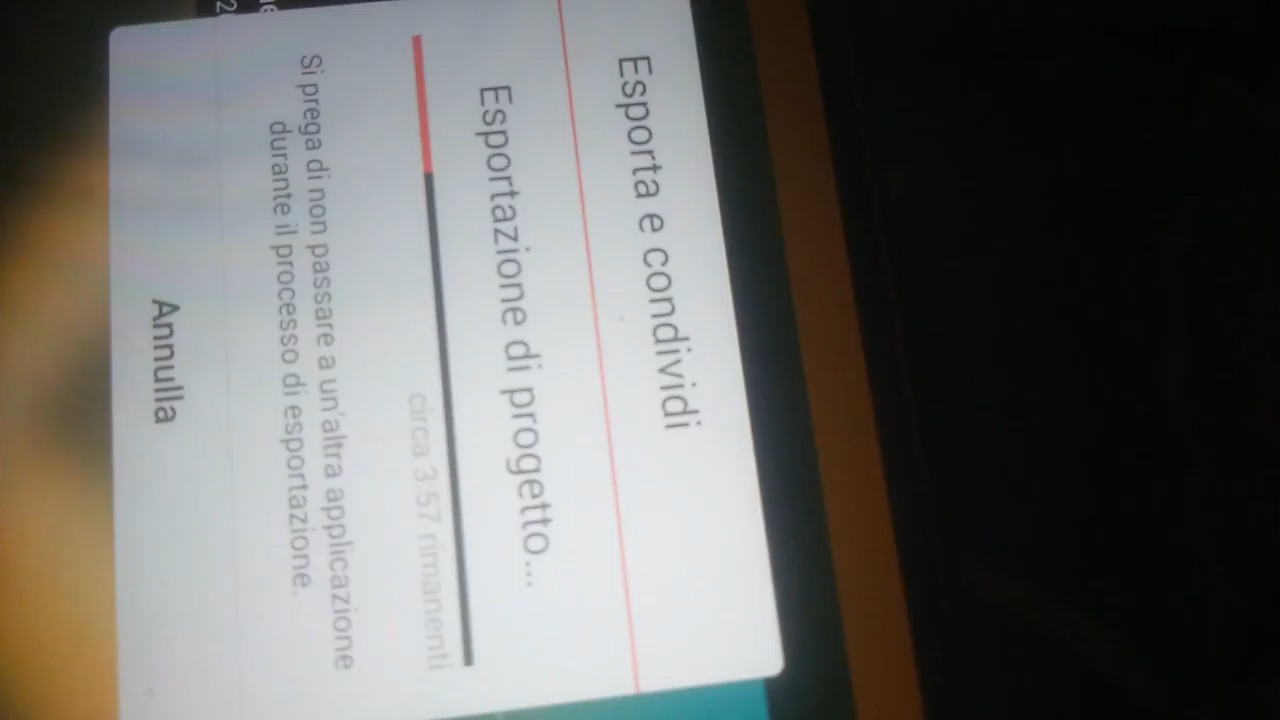 Esporta e condividi
Esportazione di progetto...
circa 3:57 rimanenti
Si prega di non passare a un'altra applicazione
durante il processo di esportazione.
Annulla